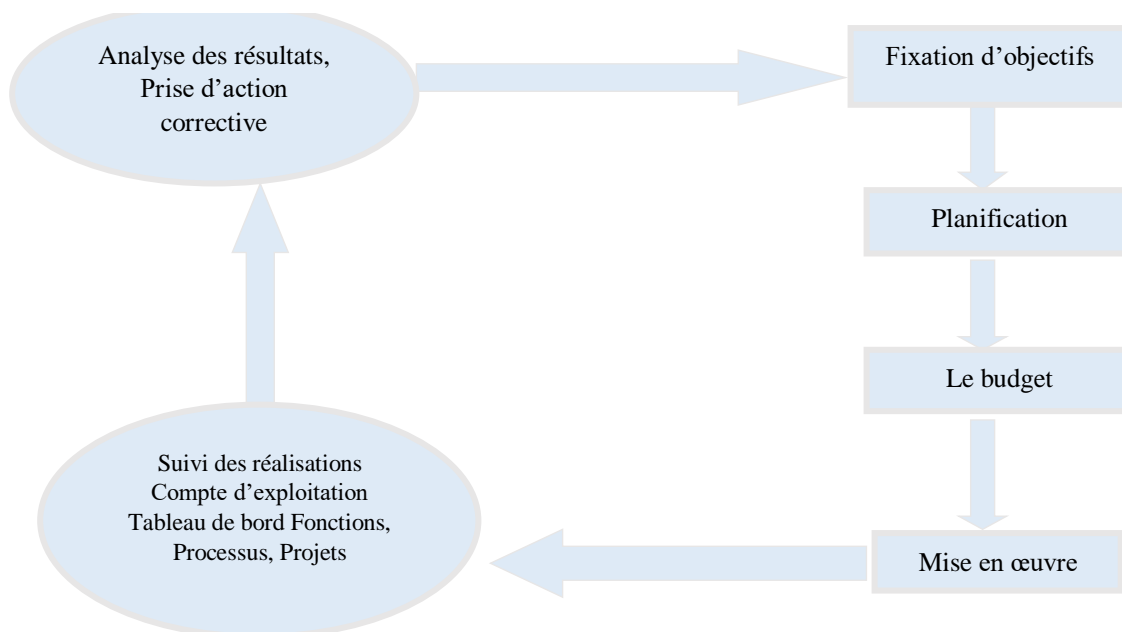 Analyse des résultats,
Prise d’action
corrective
Fixation d’objectifs
Planification
Le budget
Suivi des réalisations
Compte d’exploitation
Tableau de bord Fonctions,
Processus, Projets
Mise en œuvre